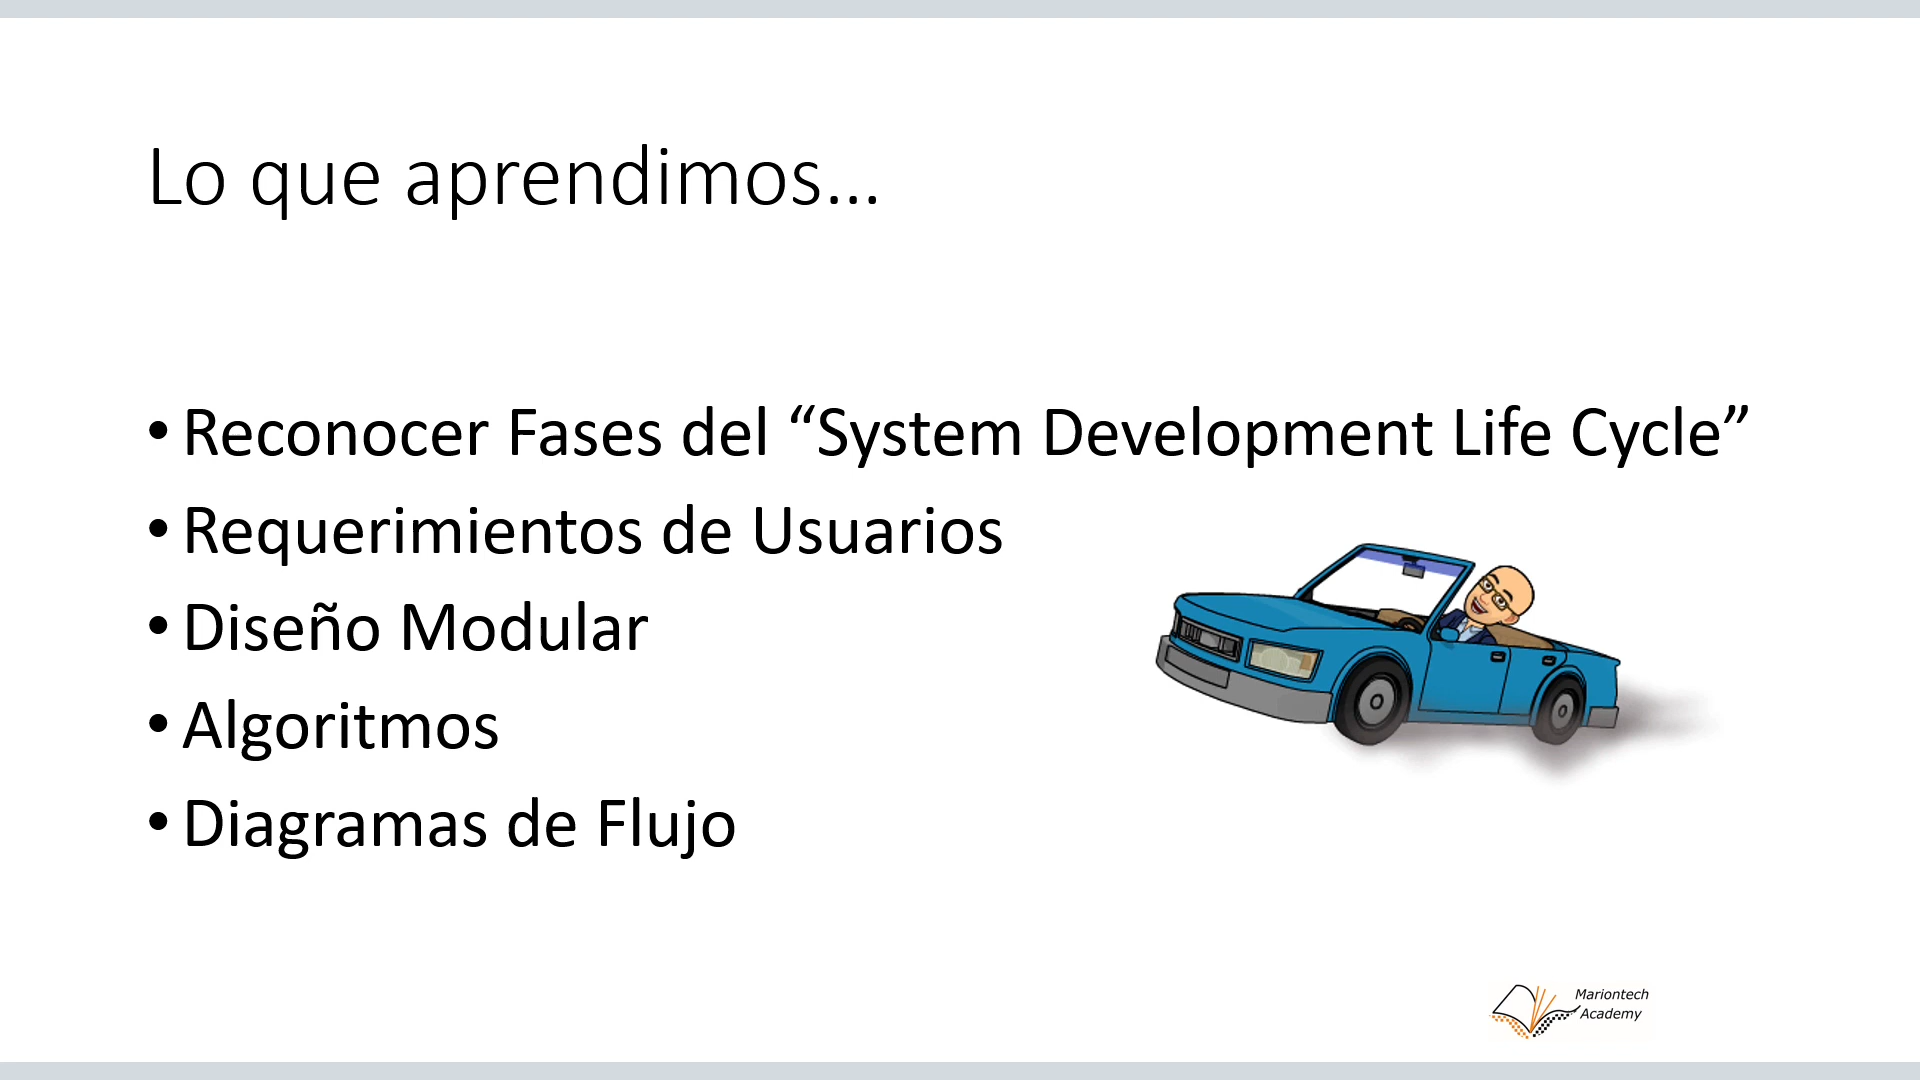 Lo que aprendimos...
• Reconocer Fases del “System Development Life Cycle”
• Requerimientos de Usuarios
• Diseño Modular
• Algoritmos
• Diagramas de Flujo
Mariontech
Academy